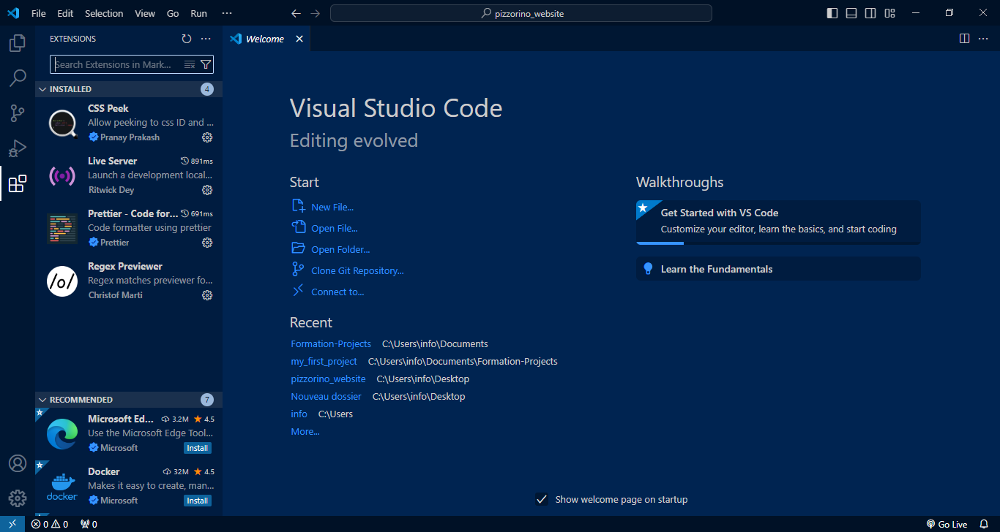 File Edit Selection View Go Run ···
pizzorino_website
EXTENSIONS
Search Extensions in Mark...
INSTALLED 4
CSS Peek
Allow peeking to css ID and ...
Pranay Prakash
Live Server 891ms
Launch a development local...
Ritwick Dey
Prettier - Code for... 691ms
Code formatter using prettier
Prettier
/o/
Regex Previewer
Regex matches previewer fo...
Christof Marti
RECOMMENDED 7
Microsoft Ed... 3.2M 4.5
Use the Microsoft Edge Tool...
Microsoft Install
Docker 32M 4.5
Makes it easy to create, man...
docker
Microsoft Install
Welcome
Visual Studio Code
Editing evolved
Start
New File...
Open File...
Open Folder...
Clone Git Repository...
Connect to...
Recent
Formation-Projects C:\Users\info\Documents
my_first_project C:\Users\info\Documents\Formation-Projects
pizzorino_website C:\Users\info\Desktop
Nouveau dossier C:\Users\info\Desktop
info C:\Users
More...
Walkthroughs
Get Started with VS Code
Customize your editor, learn the basics, and start coding
Learn the Fundamentals
Show welcome page on startup
0 0 0
Go Live